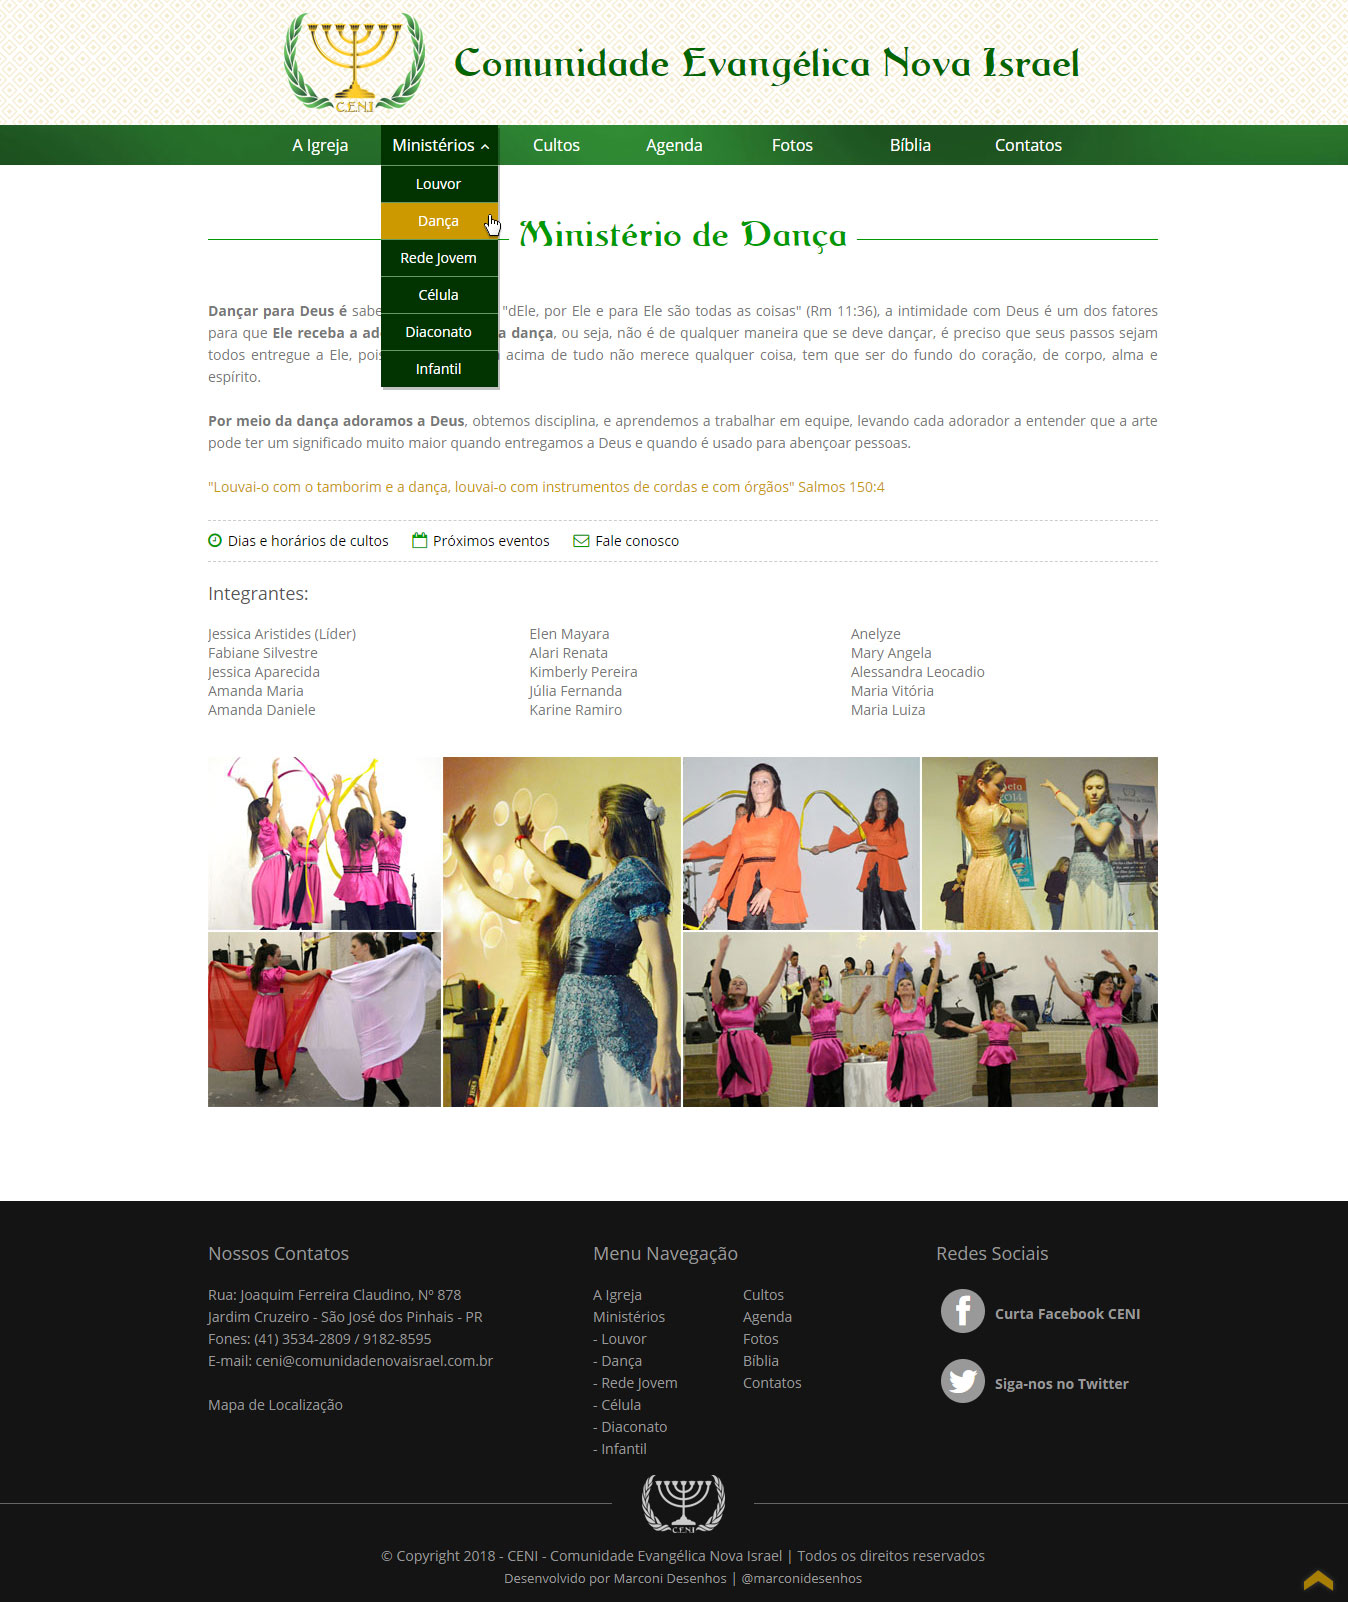 C.E.N.I
Comunidade Evangélica Nova Israel
A Igreja Ministérios Cultos Agenda Fotos Bíblia Contatos
Louvor
Dança
Rede Jovem
Célula
Diaconato
Infantil
Ministério de Dança
Dançar para Deus é "dEle, por Ele e para Ele são todas as coisas" (Rm 11:36), a intimidade com Deus é um dos fatores
para que Ele receba a dança, ou seja, não é de qualquer maneira que se deve dançar, é preciso que seus passos sejam
todos entregue a Ele, acima de tudo não merece qualquer coisa, tem que ser do fundo do coração, de corpo, alma e
espírito.
Por meio da dança adoramos a Deus, obtemos disciplina, e aprendemos a trabalhar em equipe, levando cada adorador a entender que a arte
pode ter um significado muito maior quando entregamos a Deus e quando é usado para abençoar pessoas.
"Louvai-o com o tamborim e a dança, louvai-o com instrumentos de cordas e com órgãos" Salmos 150:4
Dias e horários de cultos Próximos eventos Fale conosco
Integrantes:
Jessica Aristides (Líder)
Fabiane Silvestre
Jessica Aparecida
Amanda Maria
Amanda Daniele
Elen Mayara
Alari Renata
Kimberly Pereira
Júlia Fernanda
Karine Ramiro
Anelyze
Mary Angela
Alessandra Leocadio
Maria Vitória
Maria Luiza
2014
Nossos Contatos
Rua: Joaquim Ferreira Claudino, Nº 878
Jardim Cruzeiro - São José dos Pinhais - PR
Fones: (41) 3534-2809 / 9182-8595
E-mail: ceni@comunidadenovaisrael.com.br
Mapa de Localização
Menu Navegação
A Igreja
Ministérios
- Louvor
- Dança
- Rede Jovem
- Célula
- Diaconato
- Infantil
Cultos
Agenda
Fotos
Bíblia
Contatos
Redes Sociais
Curta Facebook CENI
Siga-nos no Twitter
C.E.N.I
© Copyright 2018 - CENI - Comunidade Evangélica Nova Israel | Todos os direitos reservados
Desenvolvido por Marconi Desenhos | @marconidesenhos